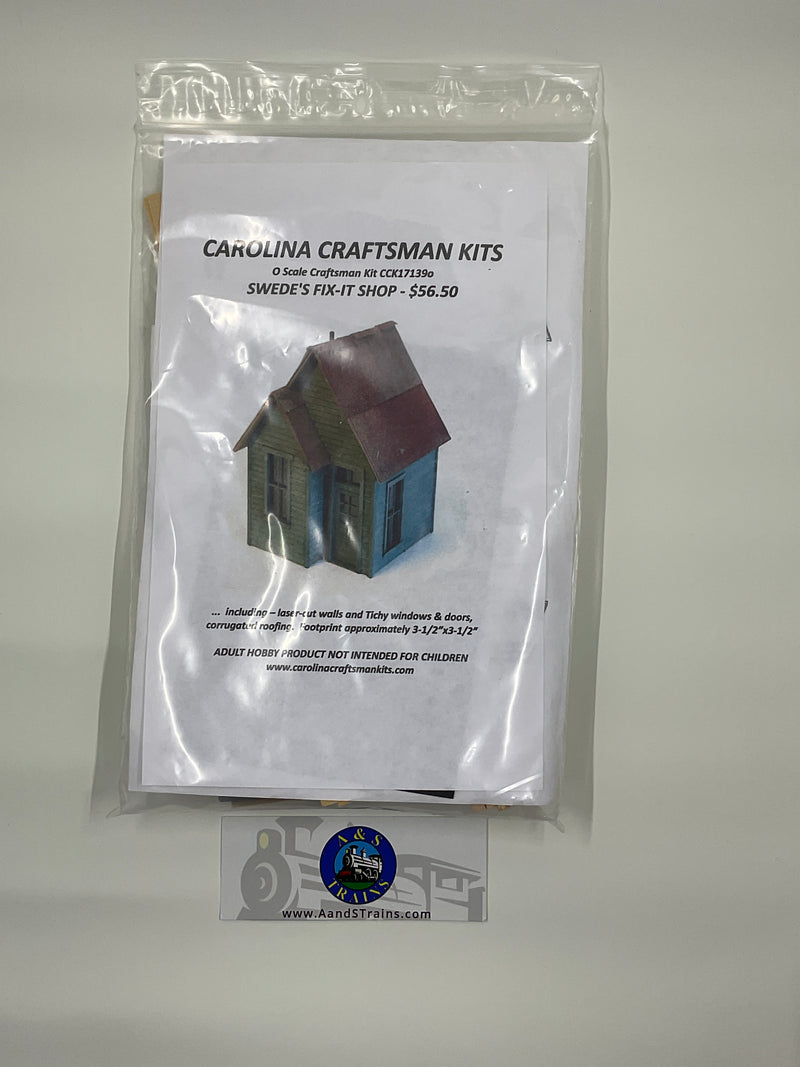 CAROLINA CRAFTSMAN KITS
O Scale Craftsman Kit CCK17139o
SWEDE'S FIX-IT SHOP - $56.50
... including – laser-cut walls and Tichy windows & doors,
corrugated roofing. Footprint approximately 3-1/2"x3-1/2"
ADULT HOBBY PRODUCT NOT INTENDED FOR CHILDREN
www.carolinacraftsmankits.com
A & S
TRAINS
www.AandSTrains.com